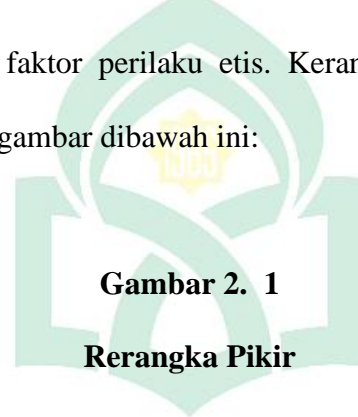 faktor perilaku etis. Keran
gambar dibawah ini:
Gambar 2. 1
Rerangka Pikir